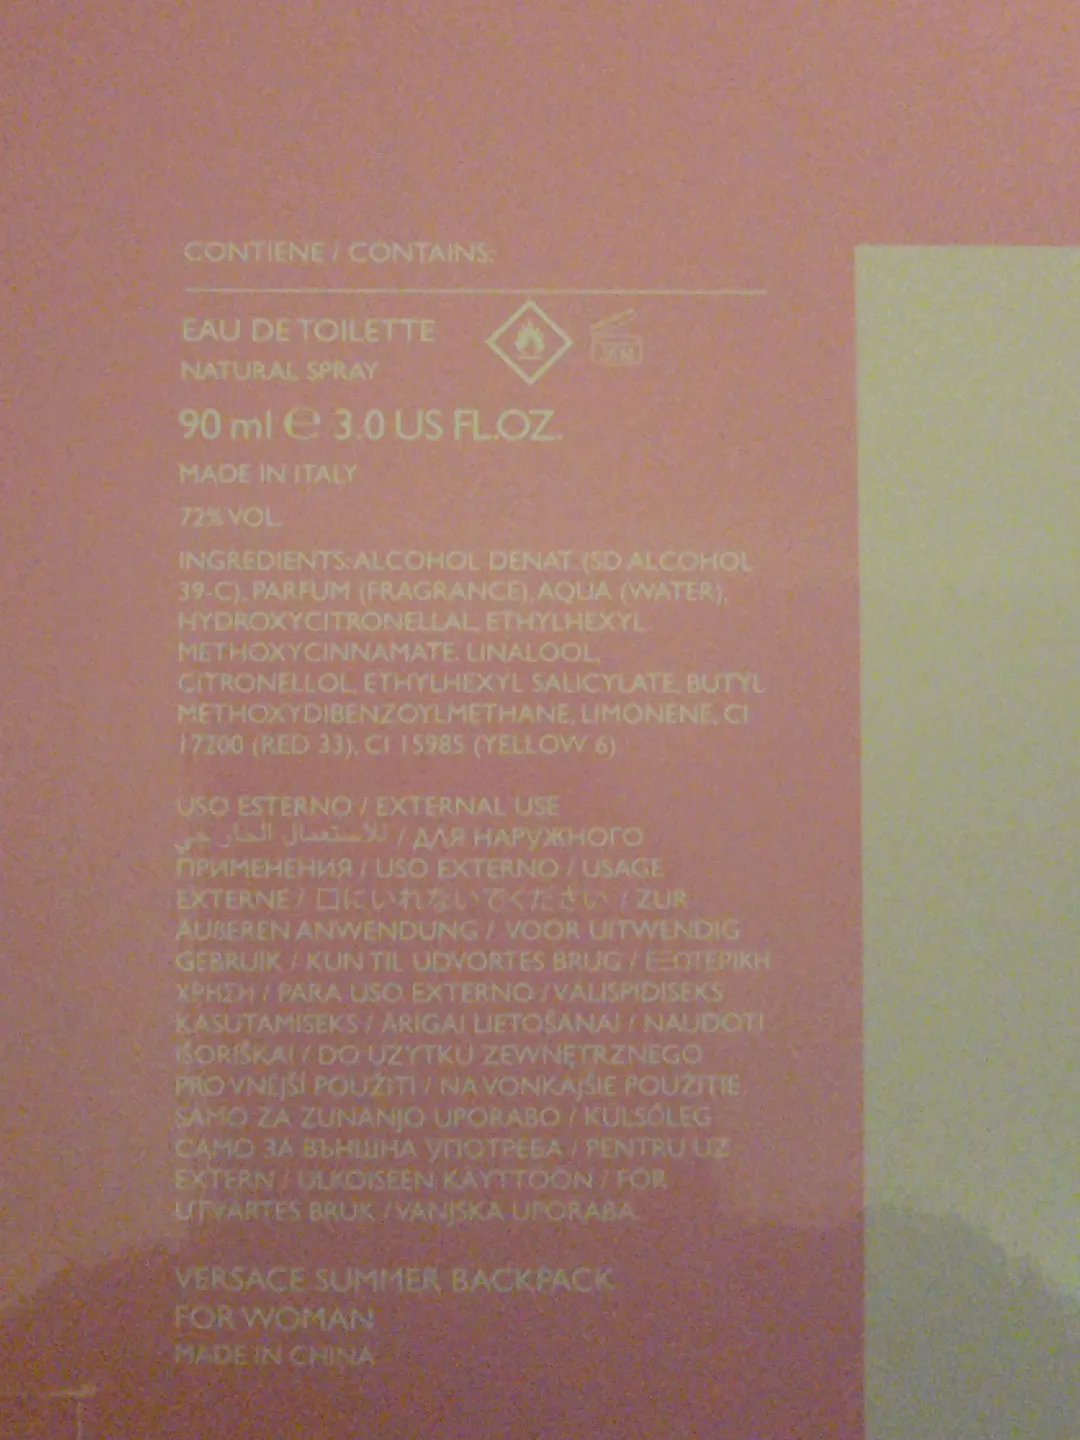 CONTIENE / CONTAINS:
EAU DE TOILETTE
NATURAL SPRAY
90 ml ℮ 3.0 US FL.OZ.
MADE IN ITALY
72% VOL.
INGREDIENTS: ALCOHOL DENAT. (SD ALCOHOL
39-C), PARFUM (FRAGRANCE), AQUA (WATER),
HYDROXYCITRONELLAL, ETHYLHEXYL
METHOXYCINNAMATE, LINALOOL,
CITRONELLOL, ETHYLHEXYL SALICYLATE, BUTYL
METHOXYDIBENZOYLMETHANE, LIMONENE, CI
17200 (RED 33), CI 15985 (YELLOW 6)
USO ESTERNO / EXTERNAL USE
للاستعمال الخارجي / ДЛЯ НАРУЖНОГО
ПРИМЕНЕНИЯ / USO EXTERNO / USAGE
EXTERNE / 口にいれないでください / ZUR
ÄUßEREN ANWENDUNG / VOOR UITWENDIG
GEBRUIK / KUN TIL UDVORTES BRUG / ΕΞΩΤΕΡΙΚΗ
ΧΡΗΣΗ / PARA USO EXTERNO / VÄLISPIDISEKS
KASUTAMISEKS / ĀRĪGAI LIETOŠANAI / NAUDOTI
IŠORIŠKAI / DO UŻYTKU ZEWNĘTRZNEGO
PRO VNĚJŠÍ POUŽITÍ / NA VONKAJŠIE POUŽITIE
SAMO ZA ZUNANJO UPORABO / KÜLSŐLEG
САМО ЗА ВЪНШНА УПОТРЕБА / PENTRU UZ
EXTERN / ULKOISEEN KÄYTTÖÖN / FÖR
UTVÄRTES BRUK / VANJSKA UPORABA.
VERSACE SUMMER BACKPACK
FOR WOMAN
MADE IN CHINA